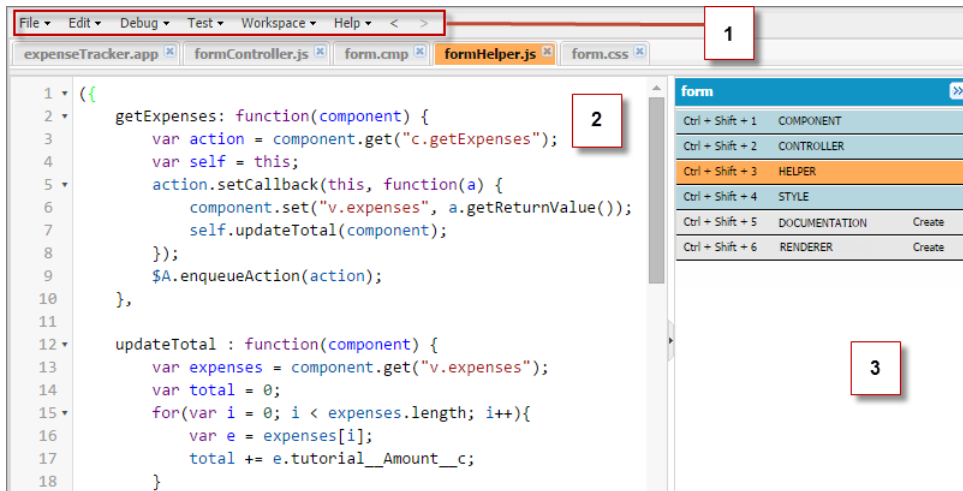 File Edit Debug Test Workspace Help < >
1
expenseTracker.app formController.js form.cmp formHelper.js form.css
1 ({
2 getExpenses: function(component) {
3 var action = component.get("c.getExpenses");
4 var self = this;
5 action.setCallback(this, function(a) {
6 component.set("v.expenses", a.getReturnValue());
7 self.updateTotal(component);
8 });
9 $A.enqueueAction(action);
10 },
11
12 updateTotal : function(component) {
13 var expenses = component.get("v.expenses");
14 var total = 0;
15 for(var i = 0; i < expenses.length; i++){
16 var e = expenses[i];
17 total += e.tutorial__Amount__c;
18 }
2
form
Ctrl + Shift + 1 COMPONENT
Ctrl + Shift + 2 CONTROLLER
Ctrl + Shift + 3 HELPER
Ctrl + Shift + 4 STYLE
Ctrl + Shift + 5 DOCUMENTATION Create
Ctrl + Shift + 6 RENDERER Create
3